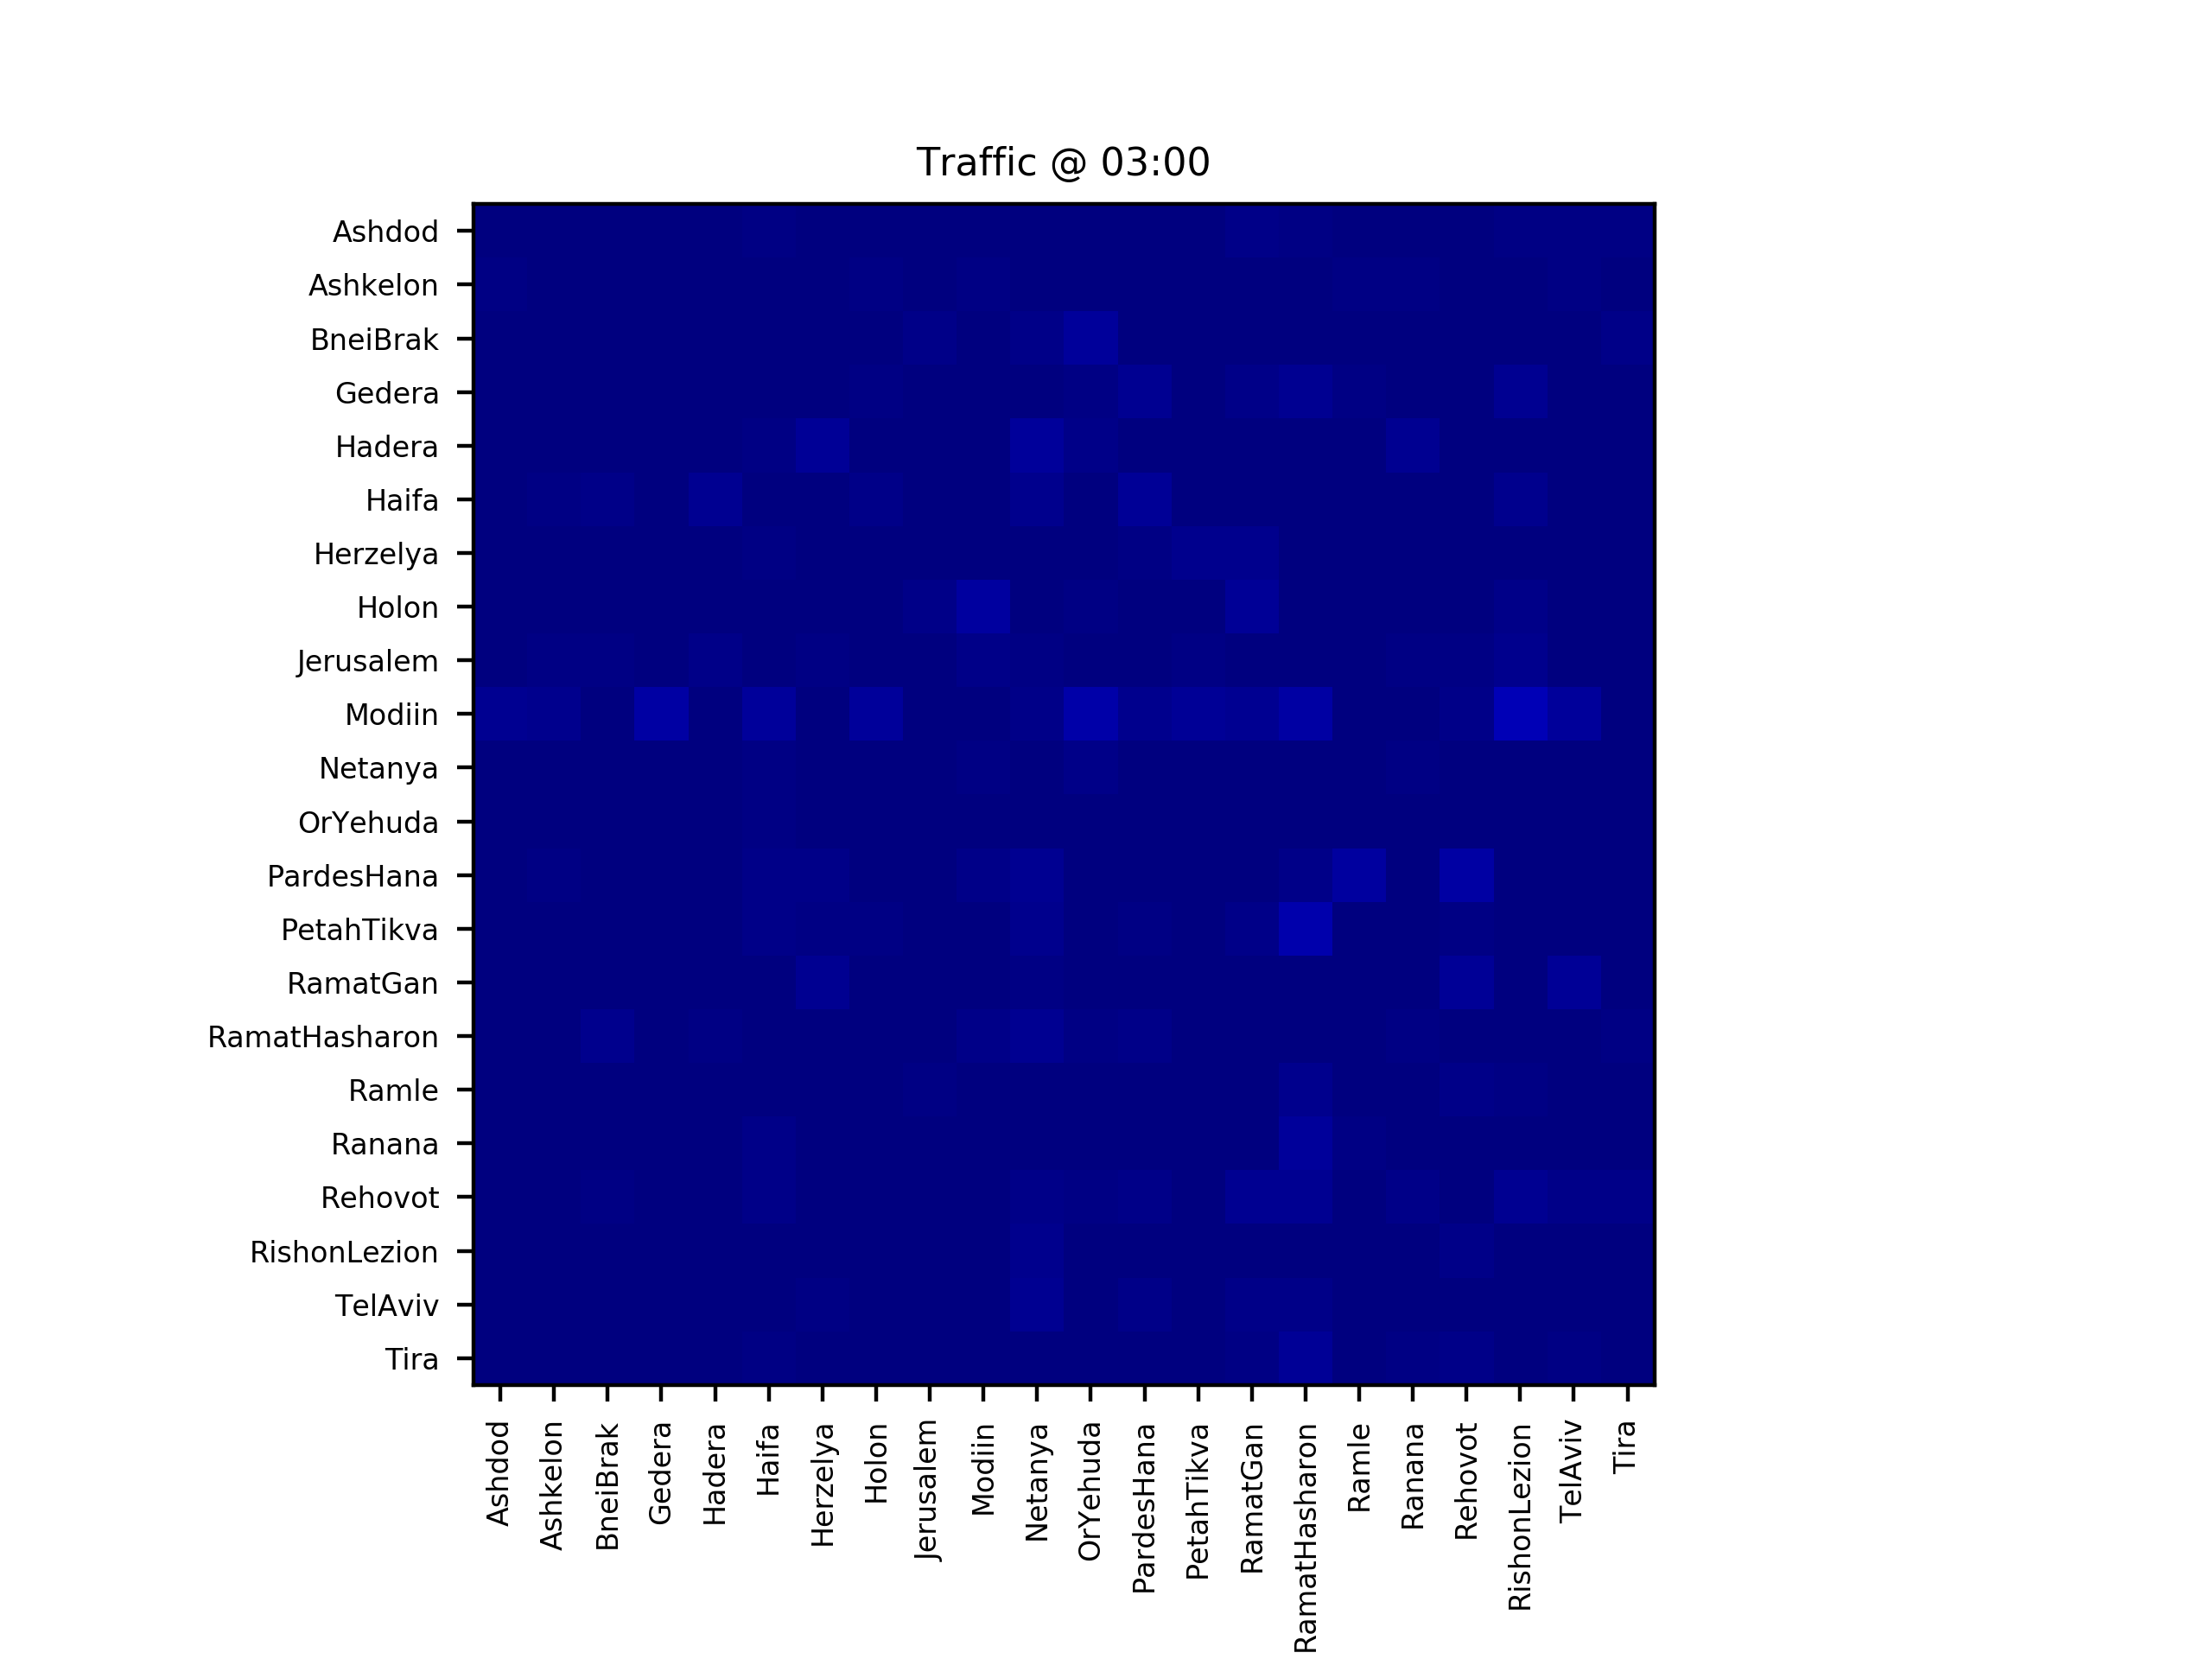 Traffic @ 03:00
Ashdod
Ashkelon
BneiBrak
Gedera
Hadera
Haifa
Herzelya
Holon
Jerusalem
Modiin
Netanya
OrYehuda
PardesHana
PetahTikva
RamatGan
RamatHasharon
Ramle
Ranana
Rehovot
RishonLezion
TelAviv
Tira
Ashdod
Ashkelon
BneiBrak
Gedera
Hadera
Haifa
Herzelya
Holon
Jerusalem
Modiin
Netanya
OrYehuda
PardesHana
PetahTikva
RamatGan
RamatHasharon
Ramle
Ranana
Rehovot
RishonLezion
TelAviv
Tira